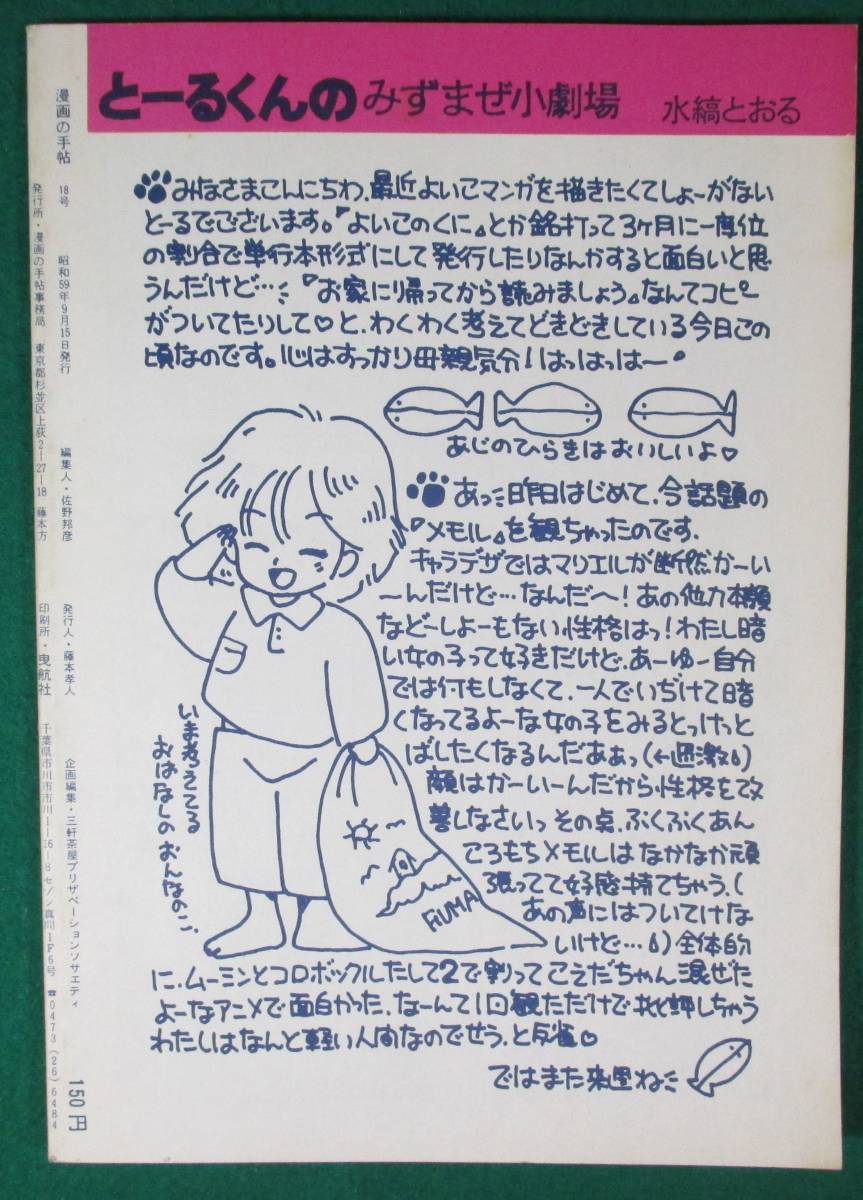 とーるくんのみずまぜ小劇場 水縞とおる
みなさまこんにちわ、最近よいこマンガを描きたくてしょーがない
とーるでございます。『よいこのくに』とか銘打って3ヶ月に一度位
の割合で単行本形式にして発行したりなんかすると面白いと思
うんだけど…『お家に帰ってから読みましょう』なんてコピー
がついてたりして♡と、わくわく考えてどきどきしている今日この
頃なのです。心はすっかり母親気分!はっはっはー
あじのひらきはおいしいよ♡
あっ昨日はじめて、今話題の
『メモル』を観ちゃったのです。
キャラデザではマリエルが断然かーい
ーんだけど…なんだ〜!あの他力本願
などーしよーもない性格はっ!わたし暗
い女の子って好きだけど、あーゆー自分
では何もしなくて、一人でいぢけて暗
くなってるよーな女の子をみるとっけっと
ばしたくなるんだああっ(←過激)
顔はかーいーんだから性格を改
善しなさいっ その点、ぷくぷくあん
ころもちメモルはなかなか頑
張ってて好感持てちゃう。(
あの声にはついてけな
いけど…)全体的
に、ムーミンとコロボックルたして2で割ってこえだちゃん混ぜた
よーなアニメで面白かった、なーんて1回観ただけで批評しちゃう
わたしはなんと軽い人間なのでせう、と反省♡
ではまた来週ね
いま考えてる
おはなしのおんなのこ
RIUMA
漫画の手帖 18号 昭和59年9月15日発行 編集人・佐野邦彦 発行人・藤本孝人 企画編集・三軒茶屋プリザベーションソサエティ
発行所・漫画の手帖事務局 東京都杉並区上荻2―27―18 藤本方 印刷所・曳航社 千葉県市川市市川1―16―8セゾン真川1F6号 ☎0473(26)6484
150円